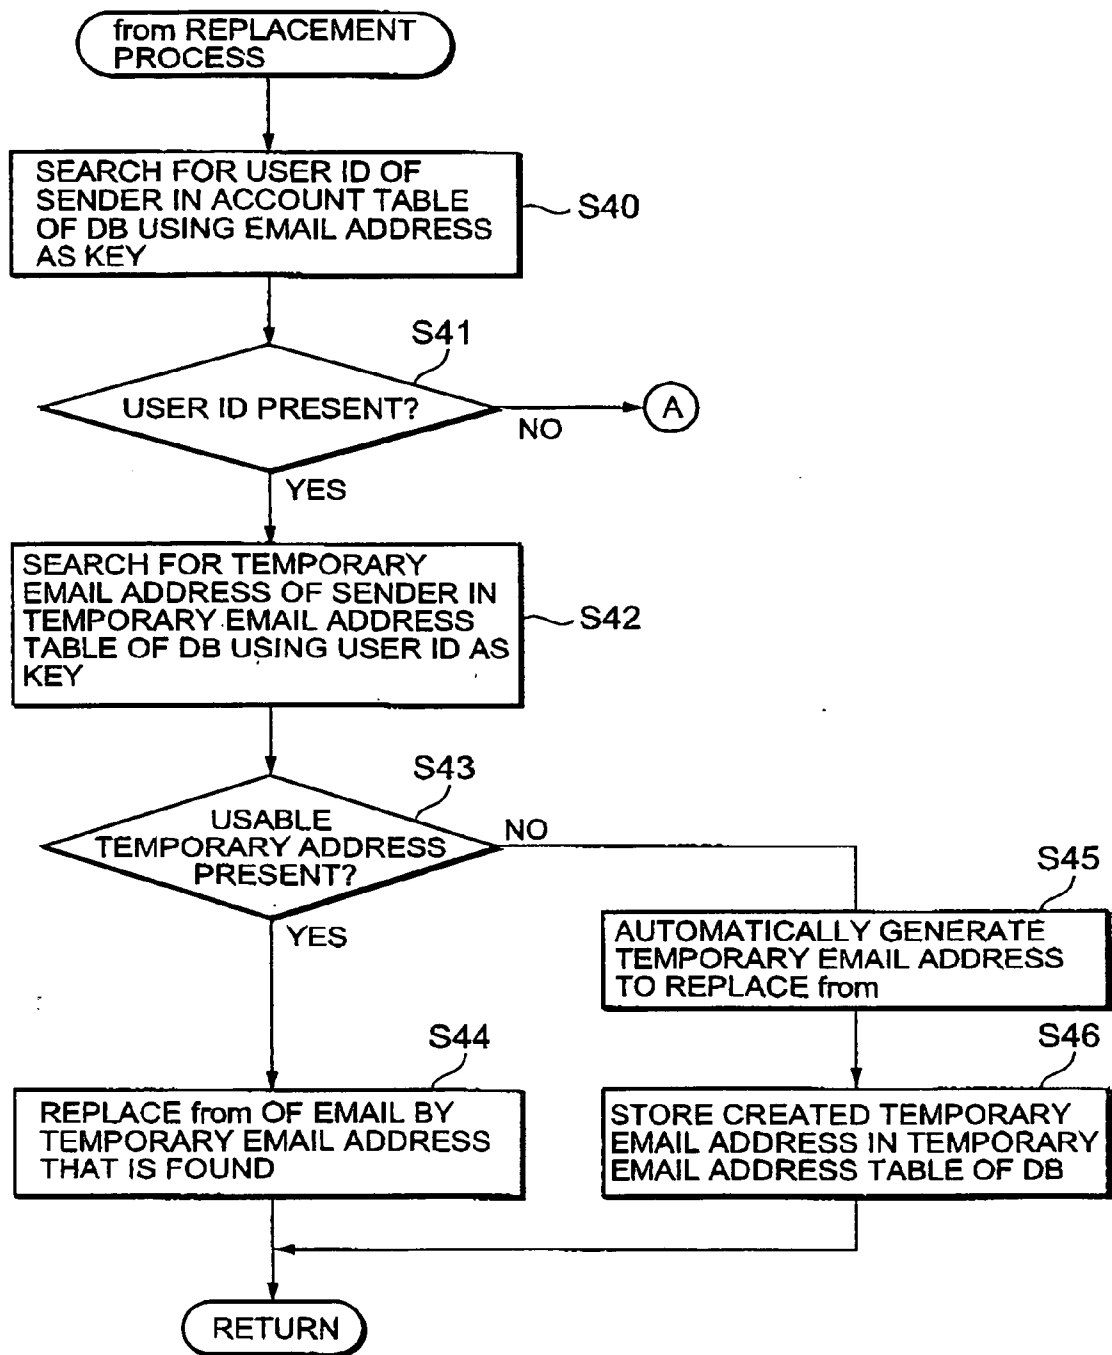 from REPLACEMENT
PROCESS
SEARCH FOR USER ID OF
SENDER IN ACCOUNT TABLE
OF DB USING EMAIL ADDRESS
AS KEY
S40
S41
USER ID PRESENT?
NO
A
YES
SEARCH FOR TEMPORARY
EMAIL ADDRESS OF SENDER IN
TEMPORARY EMAIL ADDRESS
TABLE OF DB USING USER ID AS
KEY
S42
S43
USABLE
TEMPORARY ADDRESS
PRESENT?
NO
YES
S45
AUTOMATICALLY GENERATE
TEMPORARY EMAIL ADDRESS
TO REPLACE from
S44
REPLACE from OF EMAIL BY
TEMPORARY EMAIL ADDRESS
THAT IS FOUND
S46
STORE CREATED TEMPORARY
EMAIL ADDRESS IN TEMPORARY
EMAIL ADDRESS TABLE OF DB
RETURN